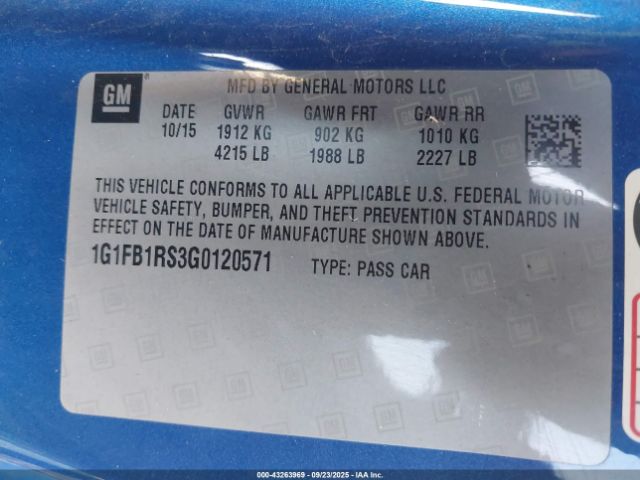 GM
MFD BY GENERAL MOTORS LLC
DATE GVWR GAWR FRT GAWR RR
10/15 1912 KG 902 KG 1010 KG
4215 LB 1988 LB 2227 LB
THIS VEHICLE CONFORMS TO ALL APPLICABLE U.S. FEDERAL MOTOR
VEHICLE SAFETY, BUMPER, AND THEFT PREVENTION STANDARDS IN
EFFECT ON THE DATE OF MANUFACTURE SHOWN ABOVE.
1G1FB1RS3G0120571 TYPE: PASS CAR
000-43263969 - 09/23/2025 - Copyright © IAA, Inc.